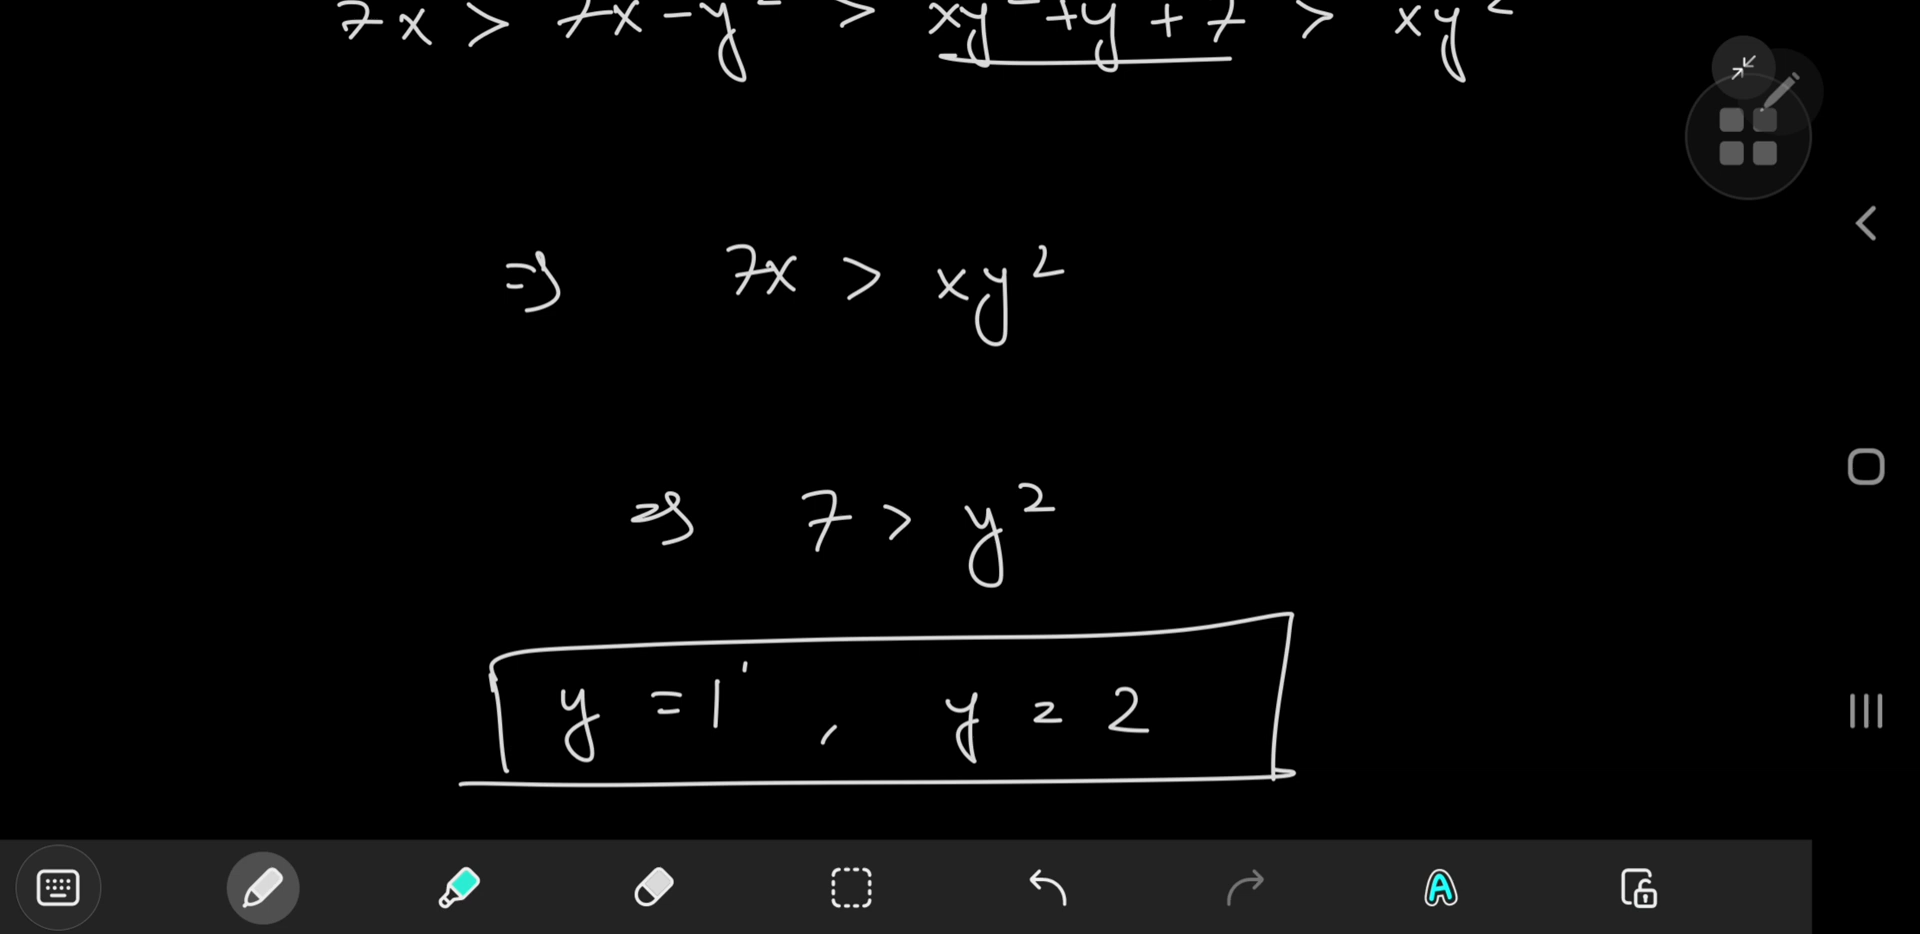 7x > 7x - y² > xy² + y + 7 > xy²
⇒ 7x > xy²
⇒ 7 > y²
y = 1 , y = 2
A